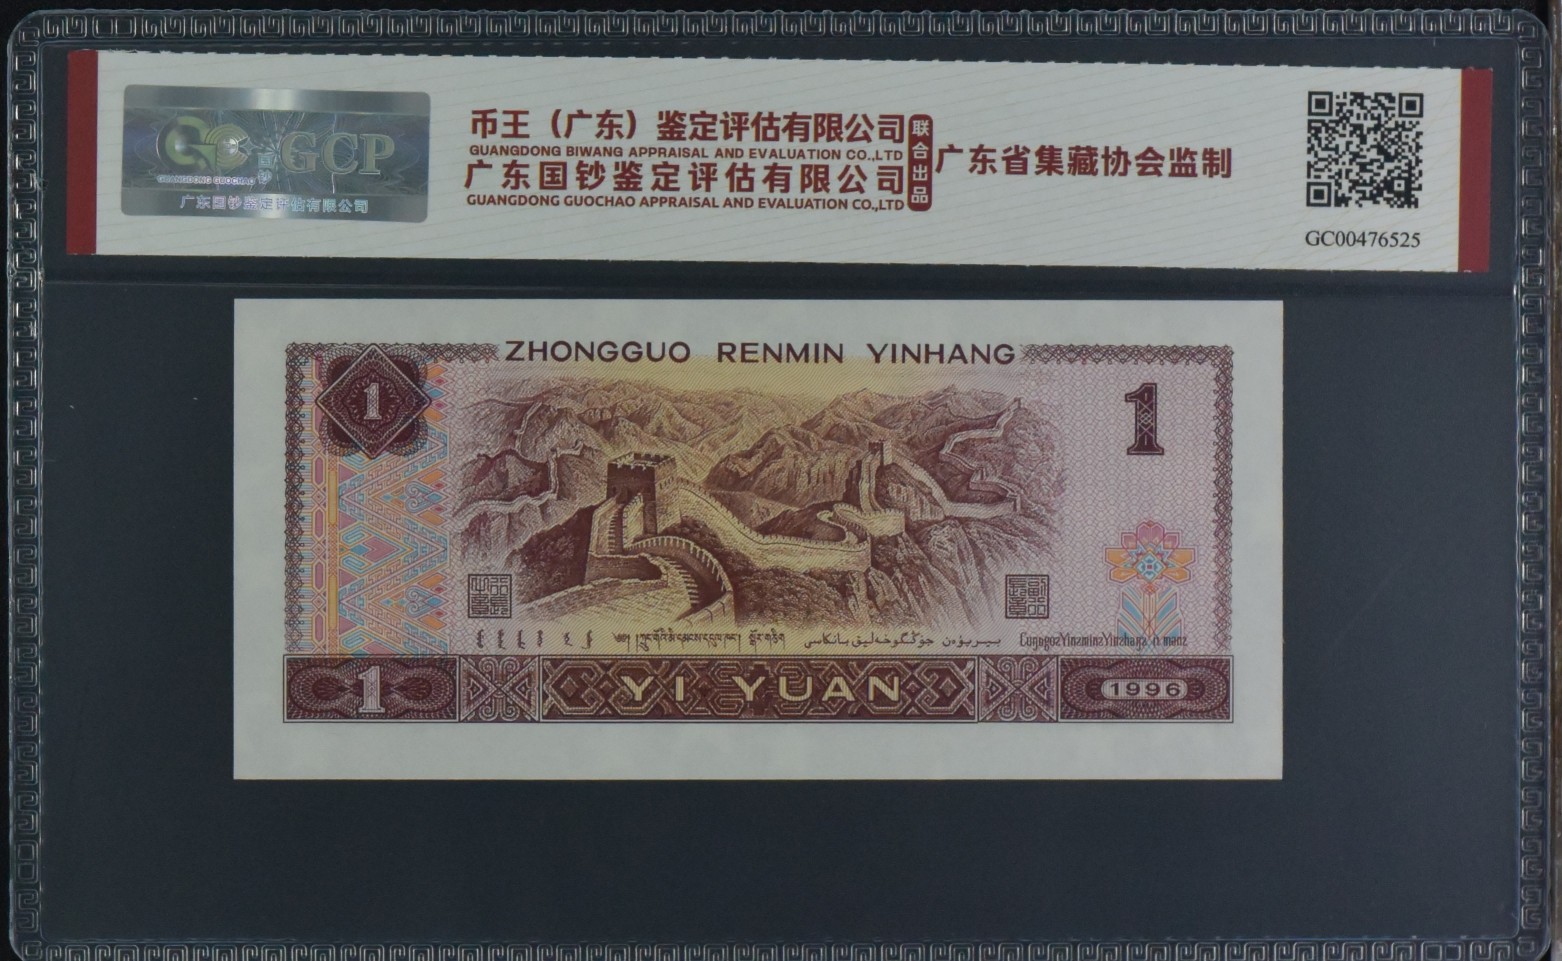 GCP
GUANGDONG GUOCHAO
国钞
广东国钞鉴定评估有限公司
币王（广东）鉴定评估有限公司
GUANGDONG BIWANG APPRAISAL AND EVALUATION CO.,LTD
广东国钞鉴定评估有限公司
GUANGDONG GUOCHAO APPRAISAL AND EVALUATION CO.,LTD
联合出品
广东省集藏协会监制
GC00476525
ZHONGGUO RENMIN YINHANG
1
1
1
YI YUAN
1996